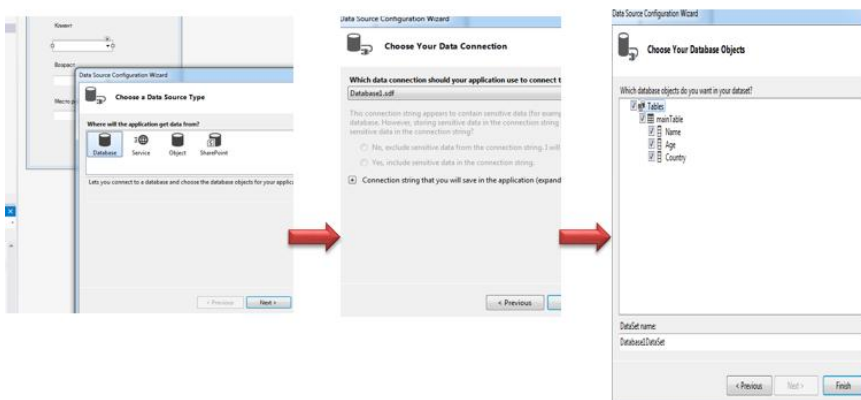 Клиент
Возраст
Data Source Configuration Wizard
Choose a Data Source Type
Where will the application get data from?
Database
Service
Object
SharePoint
Lets you connect to a database and choose the database objects for your applic
< Previous
Next >
Data Source Configuration Wizard
Choose Your Data Connection
Which data connection should your application use to connect t
Database1.sdf
This connection string appears to contain sensitive data (for examp
database. However, storing sensitive data in the connection string
sensitive data in the connection string?
No, exclude sensitive data from the connection string. I will
Yes, include sensitive data in the connection string.
Connection string that you will save in the application (expand
< Previous
Data Source Configuration Wizard
Choose Your Database Objects
Which database objects do you want in your dataset?
Tables
mainTable
Name
Age
Country
DataSet name:
Database1DataSet
< Previous
Next >
Finish